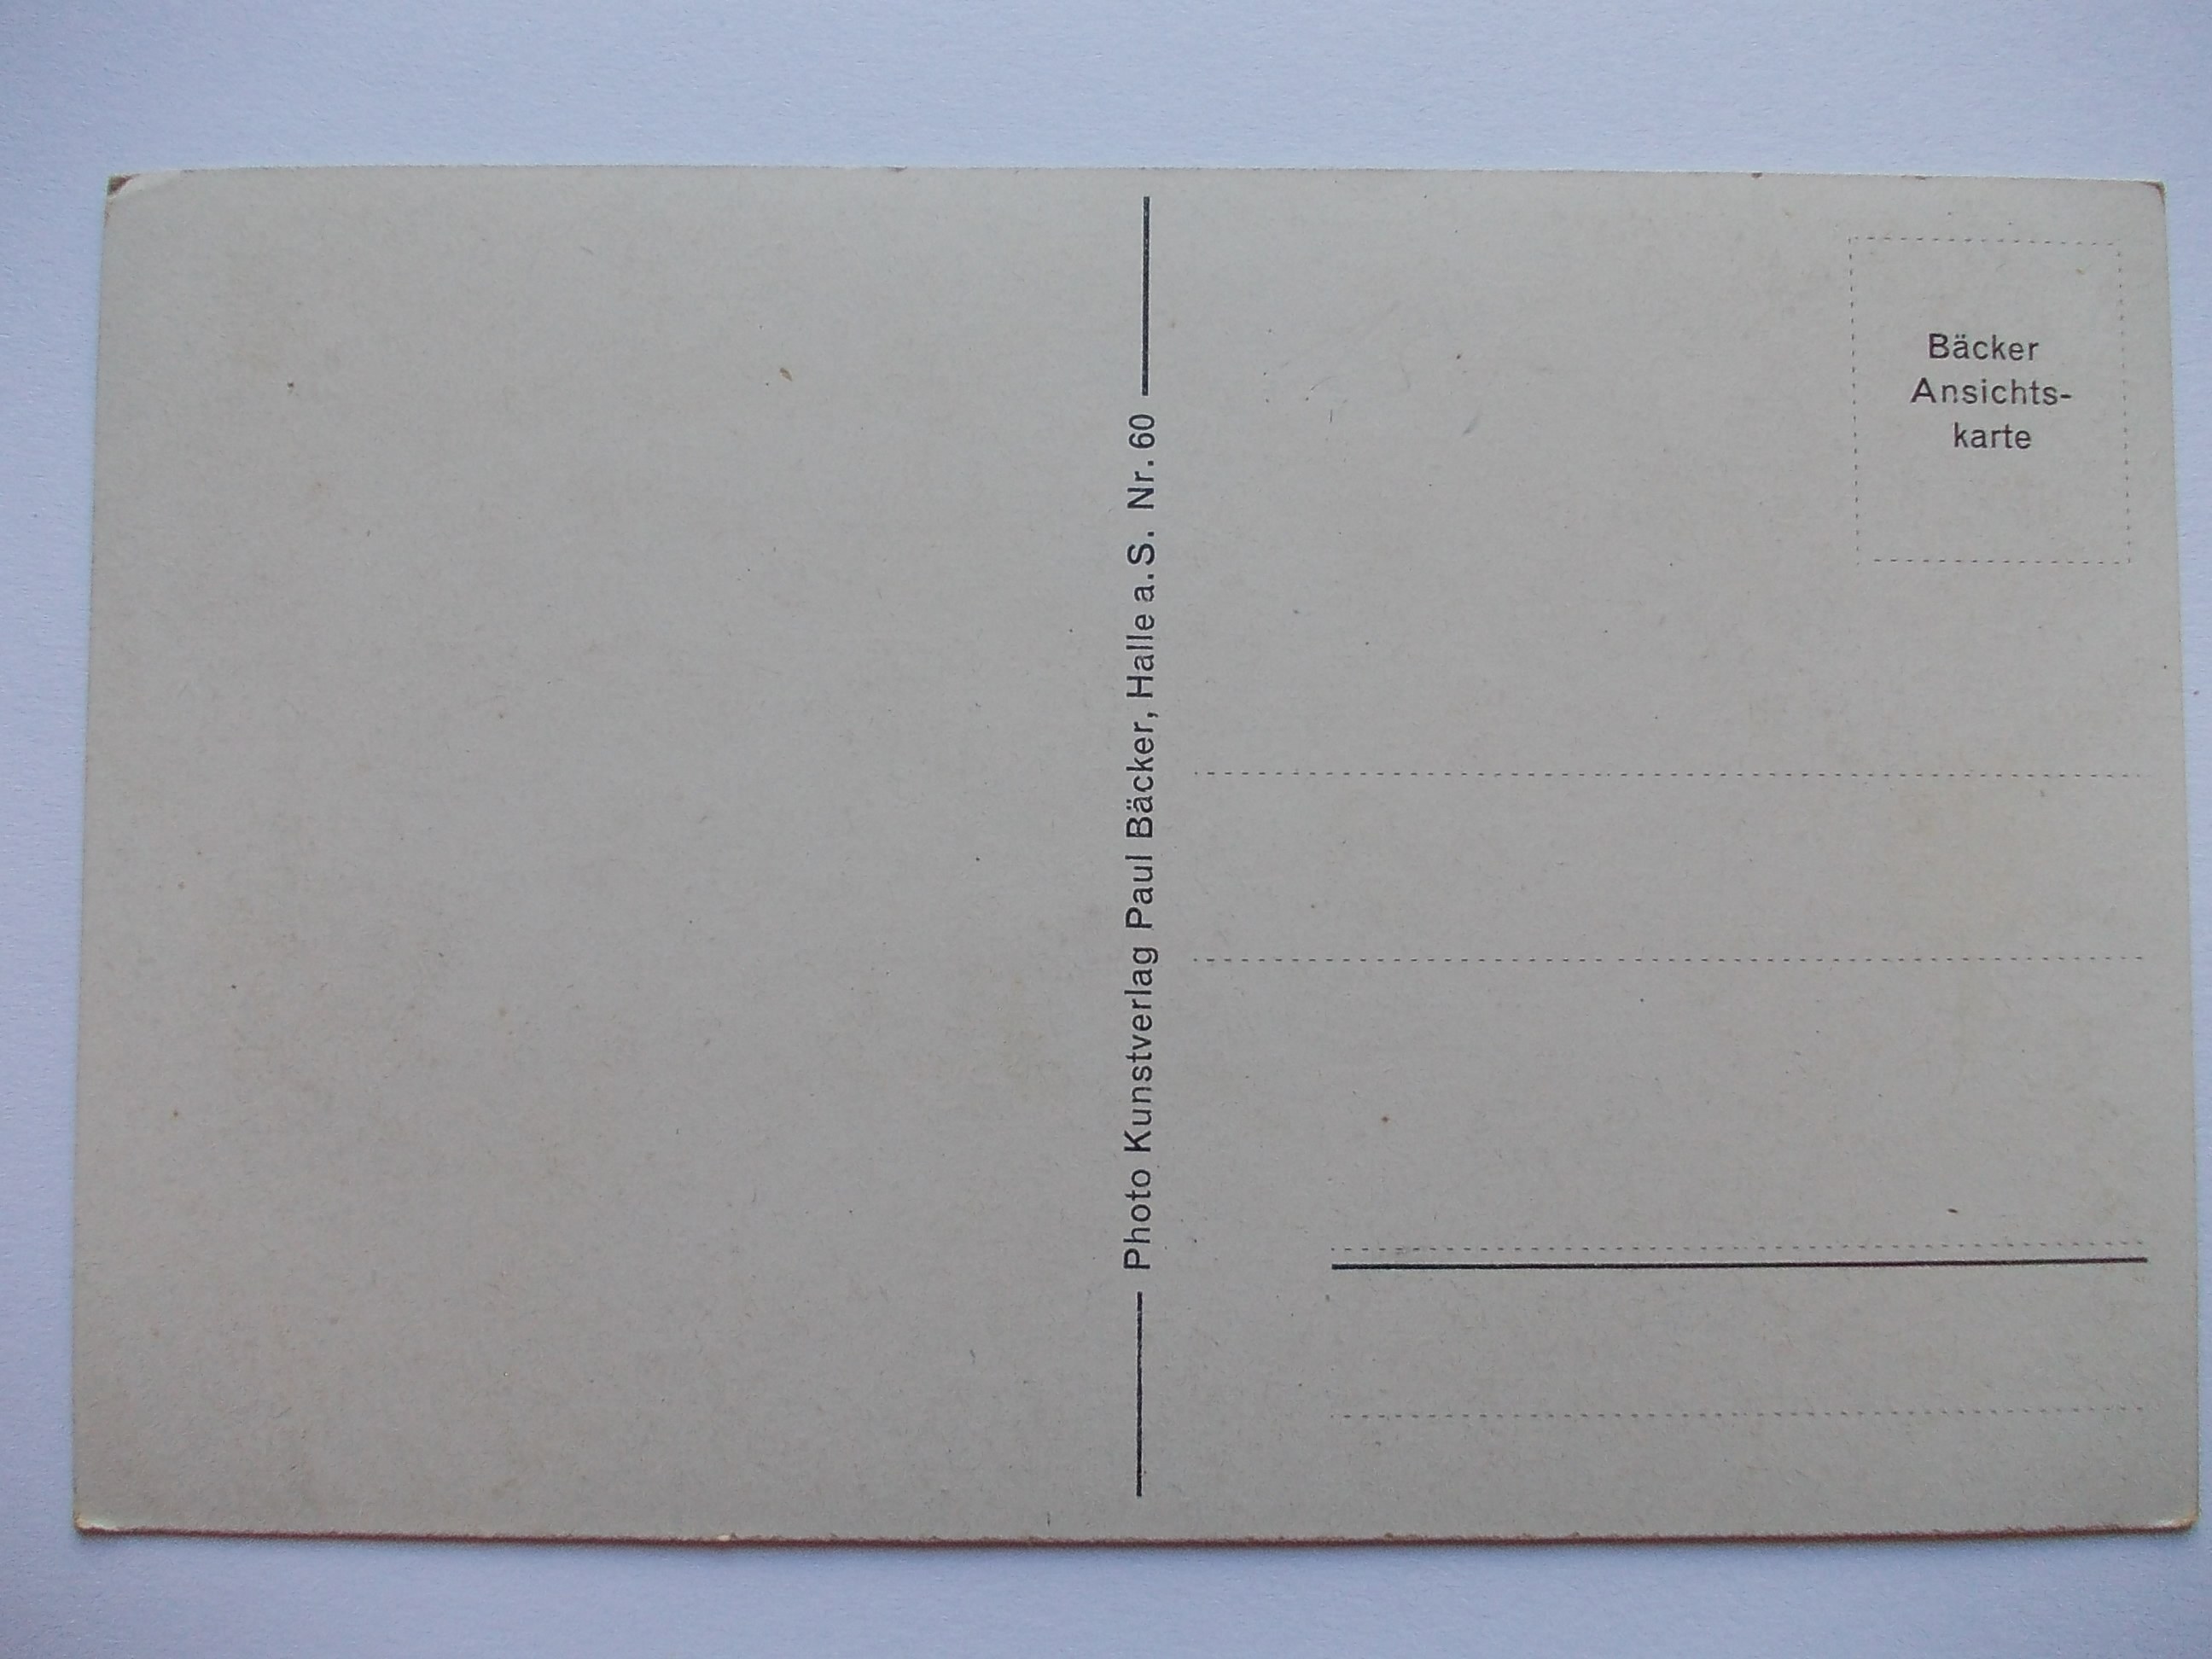 Photo Kunstverlag Paul Bäcker, Halle a.S. Nr. 60
Bäcker
Ansichts-
karte